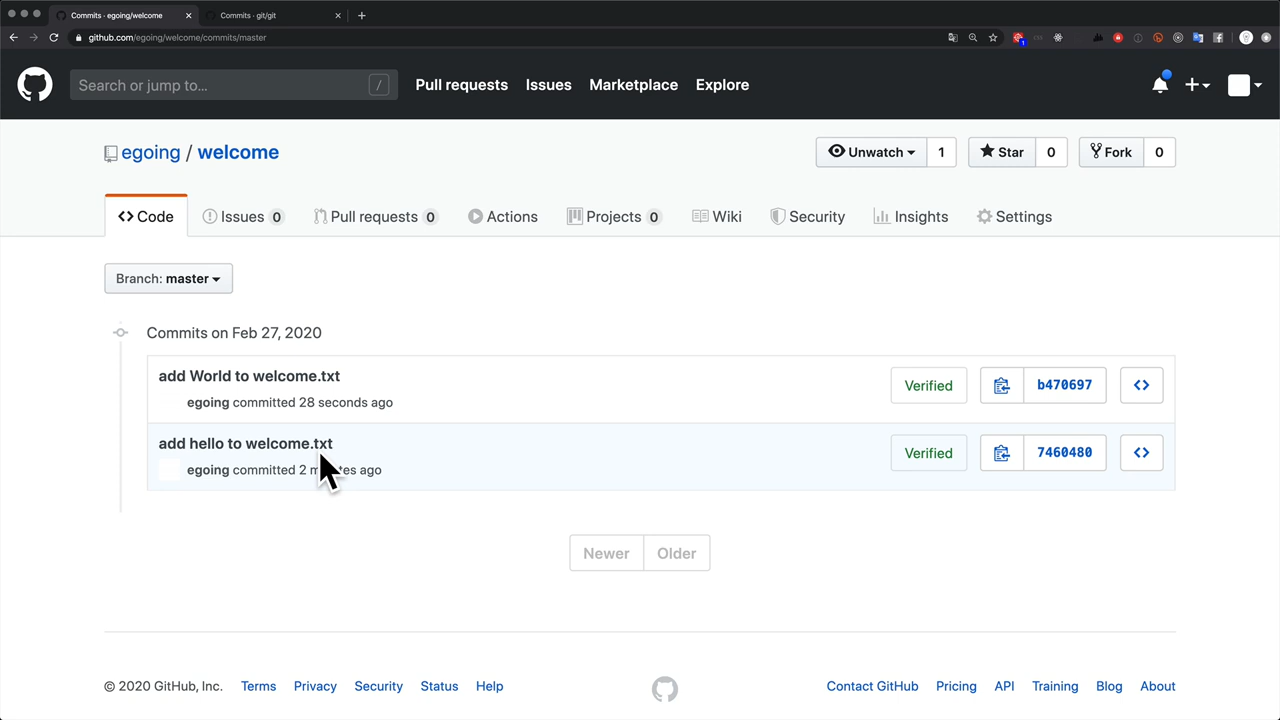 Commits · egoing/welcome
Commits · git/git
github.com/egoing/welcome/commits/master
Search or jump to…
/
Pull requests
Issues
Marketplace
Explore
egoing / welcome
Unwatch
1
Star
0
Fork
0
Code
Issues 0
Pull requests 0
Actions
Projects 0
Wiki
Security
Insights
Settings
Branch: master
Commits on Feb 27, 2020
add World to welcome.txt
egoing committed 28 seconds ago
Verified
b470697
add hello to welcome.txt
egoing committed 2 m tes ago
Verified
7460480
Newer
Older
© 2020 GitHub, Inc.
Terms
Privacy
Security
Status
Help
Contact GitHub
Pricing
API
Training
Blog
About